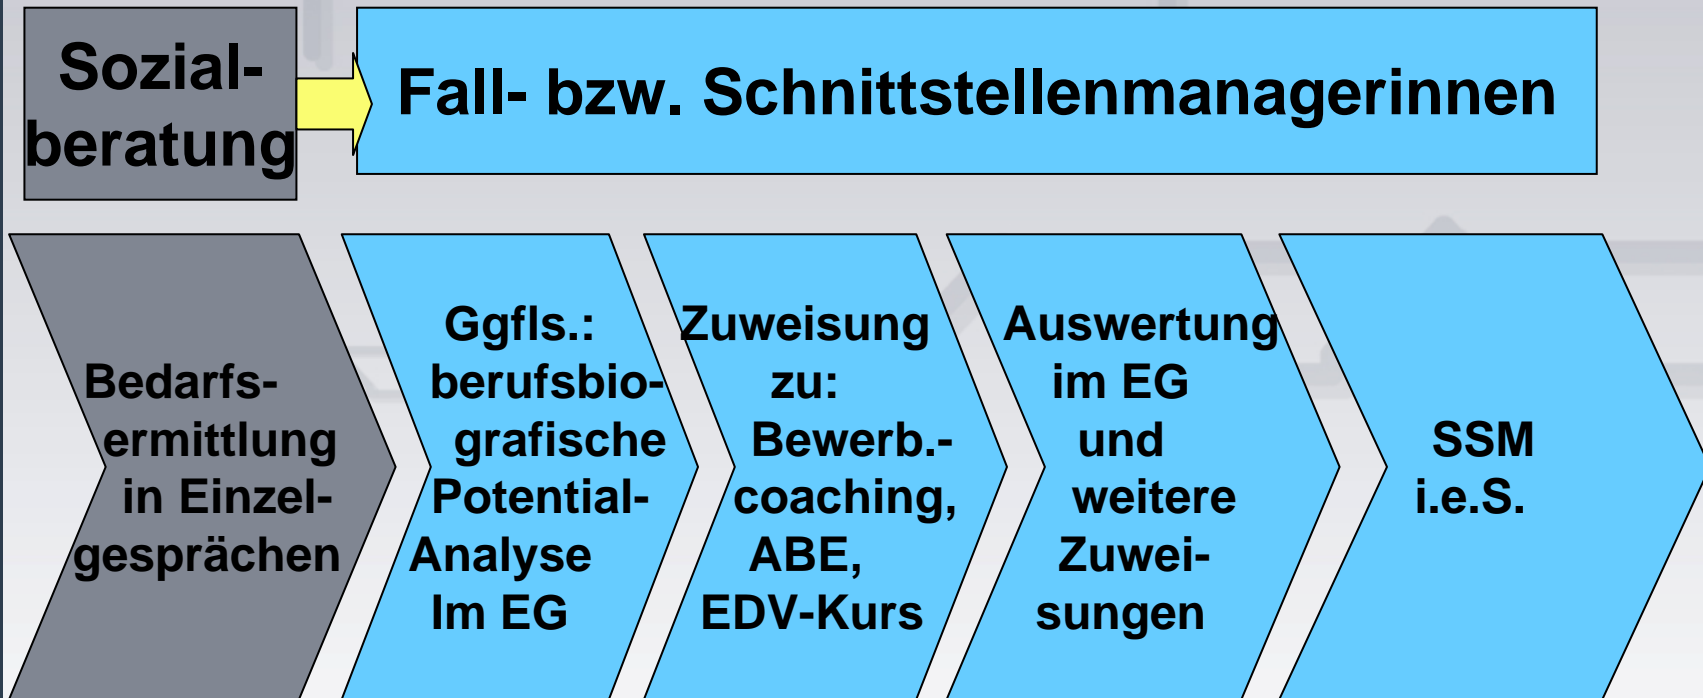 Sozial-
beratung
Fall- bzw. Schnittstellenmanagerinnen
Bedarfs-
ermittlung
in Einzel-
gesprächen
Ggfls.:
berufsbio-
grafische
Potential-
Analyse
Im EG
Zuweisung
zu:
Bewerb.-
coaching,
ABE,
EDV-Kurs
Auswertung
im EG
und
weitere
Zuwei-
sungen
SSM
i.e.S.